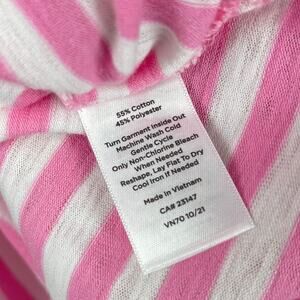 55% Cotton
45% Polyester
Turn Garment Inside Out
Machine Wash Cold
Gentle Cycle
Only Non-Chlorine Bleach
When Needed
Reshape, Lay Flat To Dry
Cool Iron If Needed
Made in Vietnam
CA# 23147
VN70 10/21